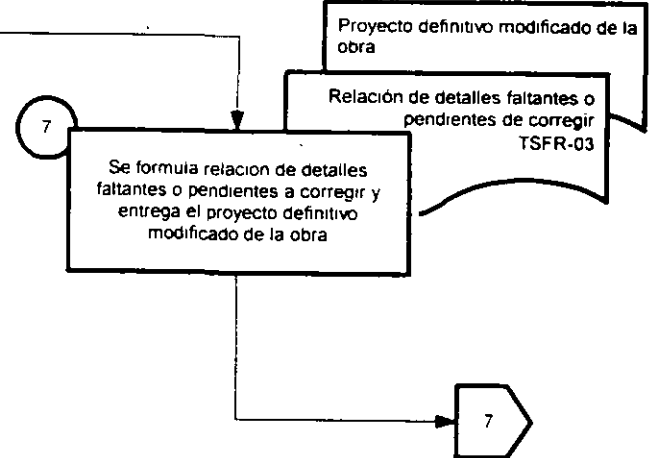 Proyecto definitivo modificado de la
obra
Relación de detalles faltantes o
pendientes de corregir
TSFR-03
7
Se formula relacion de detalles
faltantes o pendientes a corregir y
entrega el proyecto definitivo
modificado de la obra
7